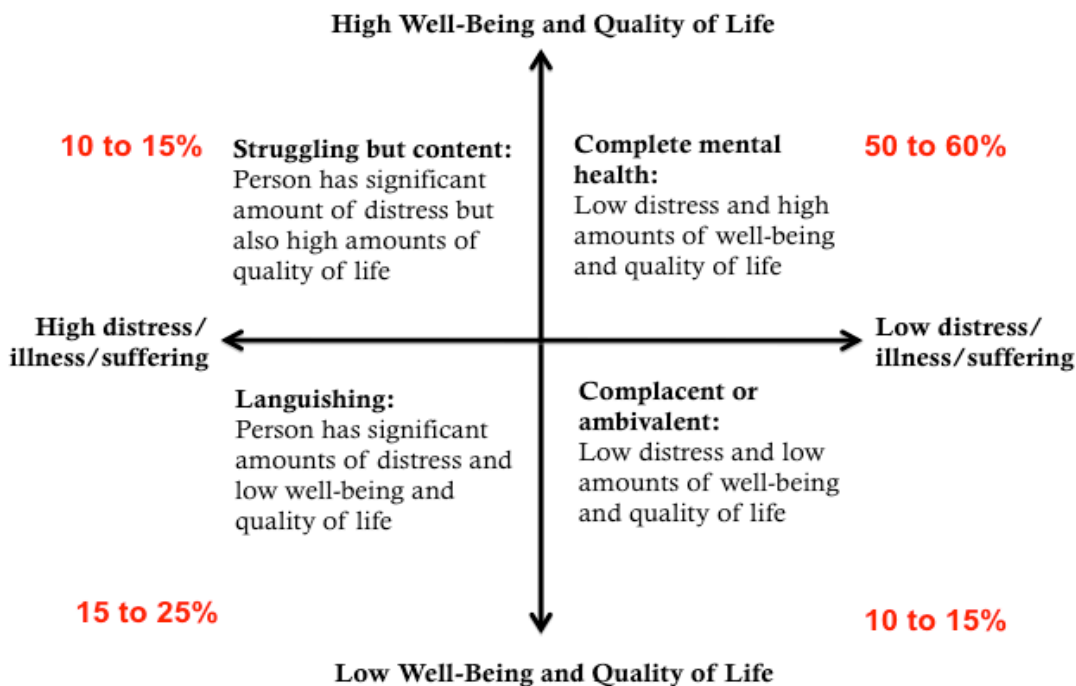 High Well-Being and Quality of Life
10 to 15%
Struggling but content:
Person has significant
amount of distress but
also high amounts of
quality of life
Complete mental
health:
Low distress and high
amounts of well-being
and quality of life
50 to 60%
High distress/
illness/suffering
Low distress/
illness/suffering
Languishing:
Person has significant
amounts of distress and
low well-being and
quality of life
Complacent or
ambivalent:
Low distress and low
amounts of well-being
and quality of life
15 to 25%
10 to 15%
Low Well-Being and Quality of Life